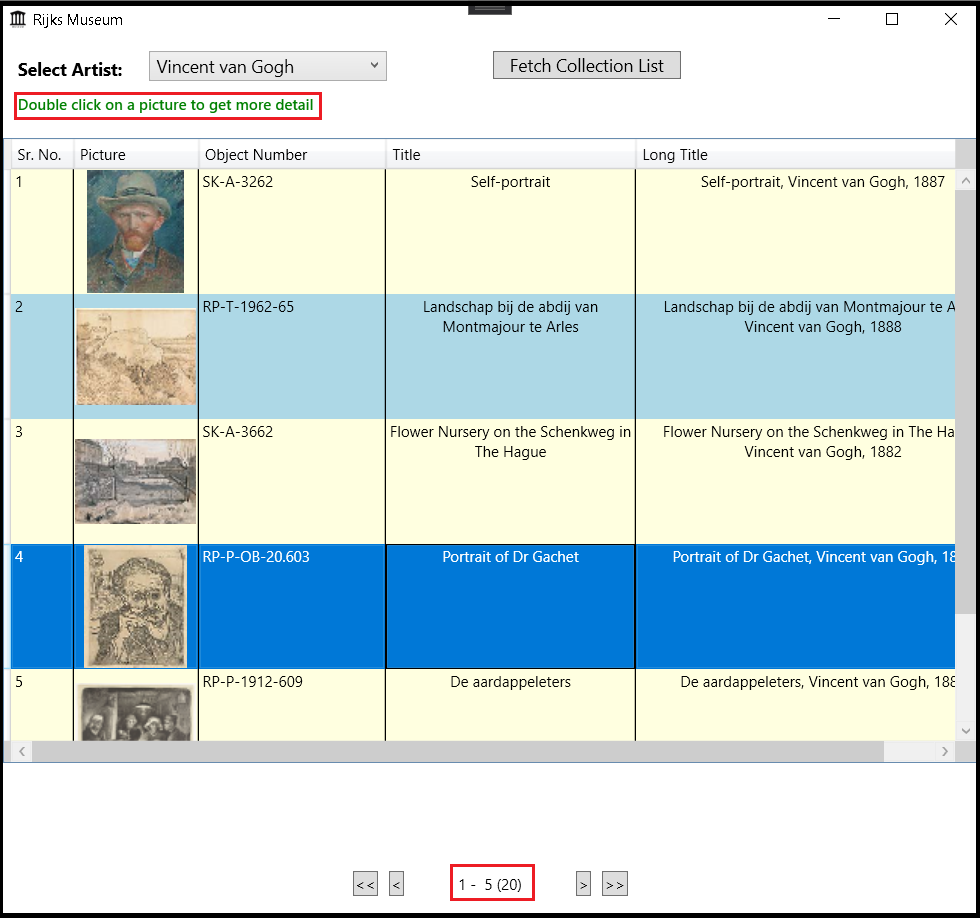 Rijks Museum
Select Artist: Vincent van Gogh Fetch Collection List
Double click on a picture to get more detail
Sr. No. Picture Object Number Title Long Title
1 SK-A-3262 Self-portrait Self-portrait, Vincent van Gogh, 1887
2 RP-T-1962-65 Landschap bij de abdij van Landschap bij de abdij van Montmajour te A
Montmajour te Arles Vincent van Gogh, 1888
3 SK-A-3662 Flower Nursery on the Schenkweg in Flower Nursery on the Schenkweg in The Ha
The Hague Vincent van Gogh, 1882
4 RP-P-OB-20.603 Portrait of Dr Gachet Portrait of Dr Gachet, Vincent van Gogh, 18
5 RP-P-1912-609 De aardappeleters De aardappeleters, Vincent van Gogh, 188
<< < 1 - 5 (20) > >>